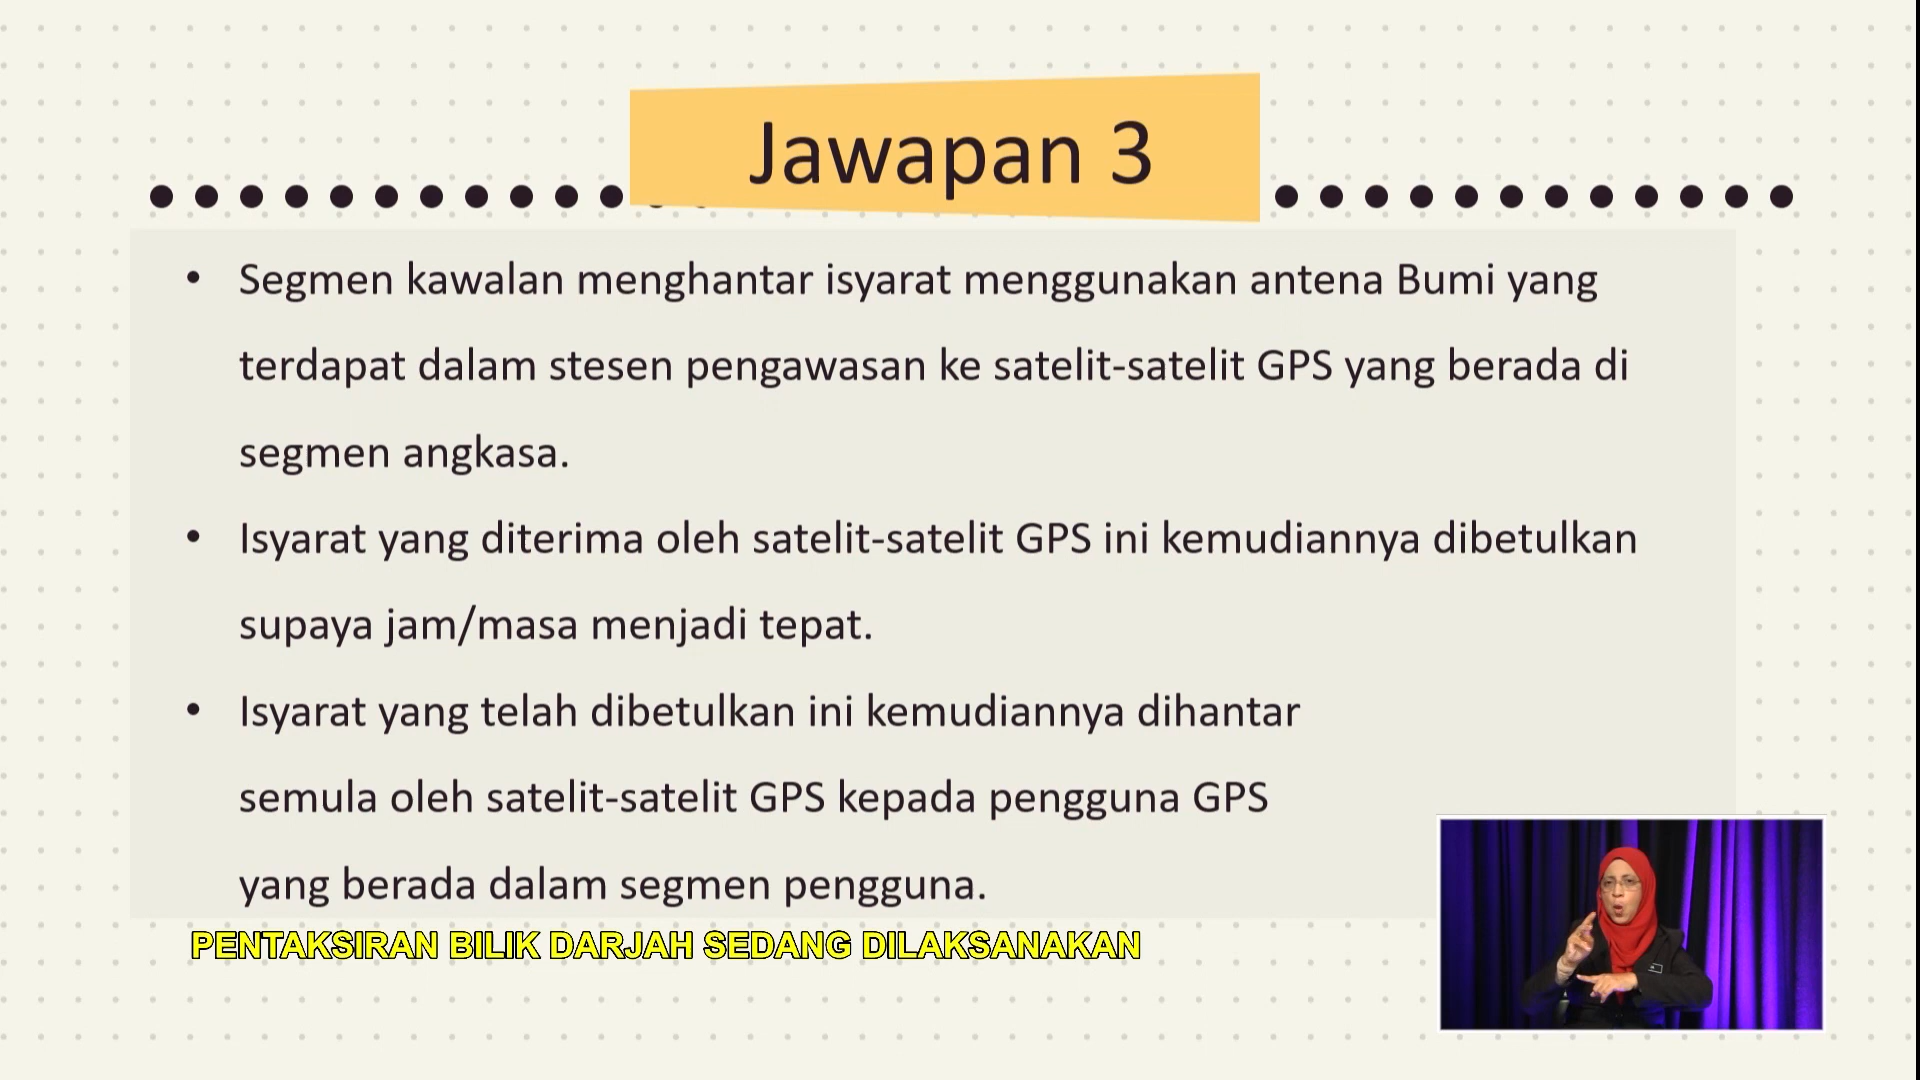 Jawapan 3
• Segmen kawalan menghantar isyarat menggunakan antena Bumi yang
terdapat dalam stesen pengawasan ke satelit-satelit GPS yang berada di
segmen angkasa.
• Isyarat yang diterima oleh satelit-satelit GPS ini kemudiannya dibetulkan
supaya jam/masa menjadi tepat.
• Isyarat yang telah dibetulkan ini kemudiannya dihantar
semula oleh satelit-satelit GPS kepada pengguna GPS
yang berada dalam segmen pengguna.
PENTAKSIRAN BILIK DARJAH SEDANG DILAKSANAKAN